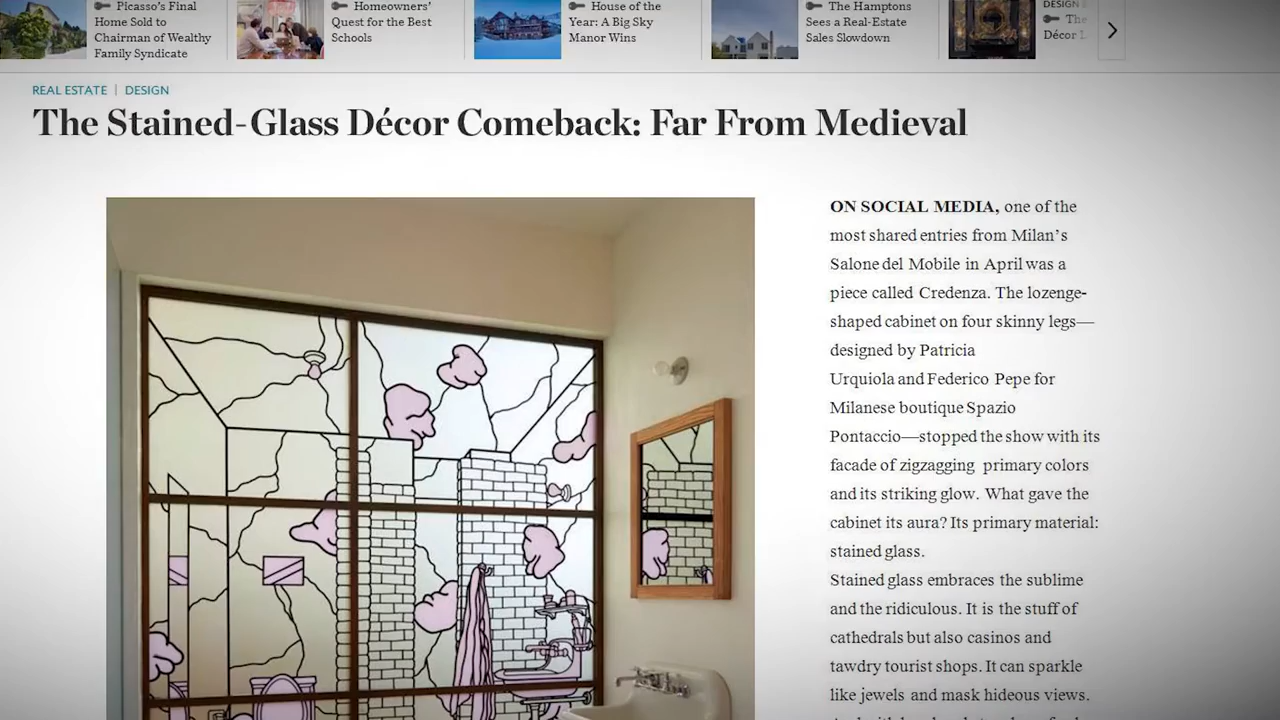 Picasso's Final
Home Sold to
Chairman of Wealthy
Family Syndicate
Homeowners'
Quest for the Best
Schools
House of the
Year: A Big Sky
Manor Wins
The Hamptons
Sees a Real-Estate
Sales Slowdown
DESIGN
The
Décor
REAL ESTATE | DESIGN
The Stained-Glass Décor Comeback: Far From Medieval
ON SOCIAL MEDIA, one of the
most shared entries from Milan's
Salone del Mobile in April was a
piece called Credenza. The lozenge-
shaped cabinet on four skinny legs—
designed by Patricia
Urquiola and Federico Pepe for
Milanese boutique Spazio
Pontaccio—stopped the show with its
facade of zigzagging primary colors
and its striking glow. What gave the
cabinet its aura? Its primary material:
stained glass.
Stained glass embraces the sublime
and the ridiculous. It is the stuff of
cathedrals but also casinos and
tawdry tourist shops. It can sparkle
like jewels and mask hideous views.